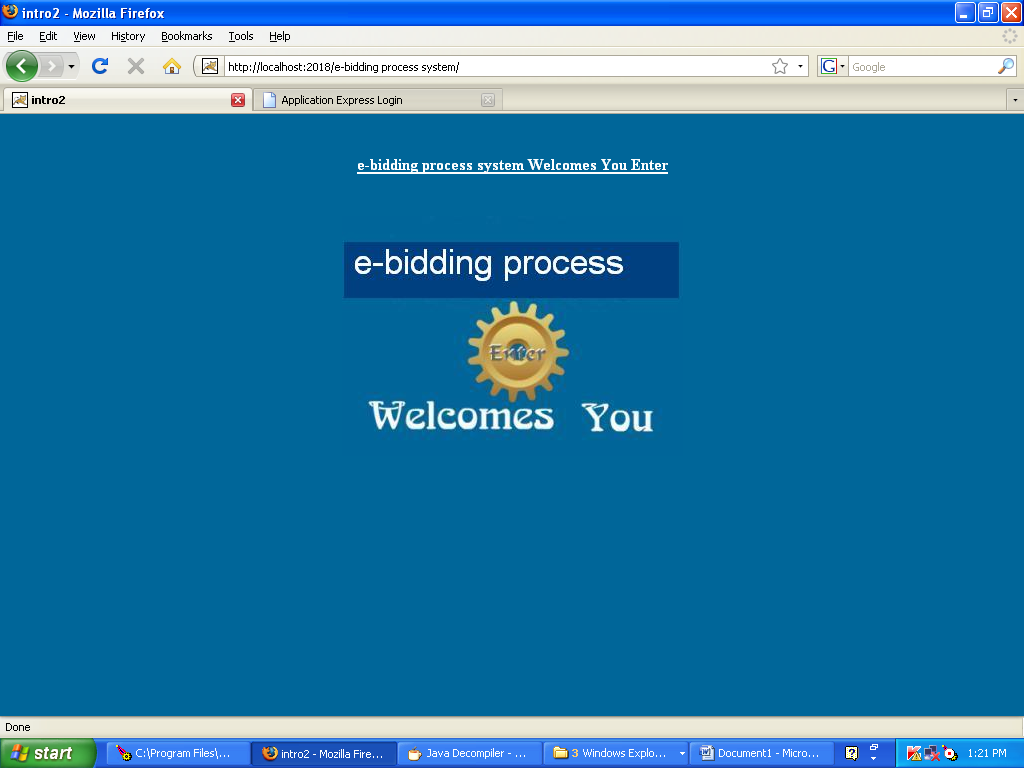 intro2 - Mozilla Firefox
File Edit View History Bookmarks Tools Help
http://localhost:2018/e-bidding process system/
Google
intro2
Application Express Login
e-bidding process system Welcomes You Enter
e-bidding process
Enter
Welcomes You
Done
start
C:\Program Files\...
intro2 - Mozilla Fire...
Java Decompiler - ...
3 Windows Explo...
Document1 - Micro...
1:21 PM